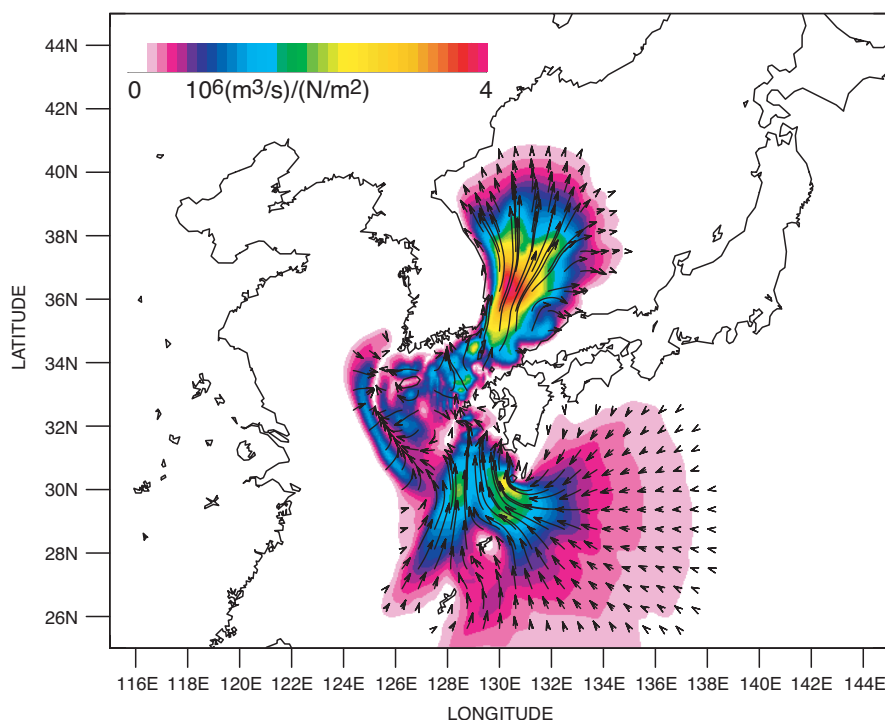 44N
0 10⁶(m³/s)/(N/m²) 4
42N
40N
38N
36N
34N
32N
30N
28N
26N
LATITUDE
116E 118E 120E 122E 124E 126E 128E 130E 132E 134E 136E 138E 140E 142E 144E
LONGITUDE